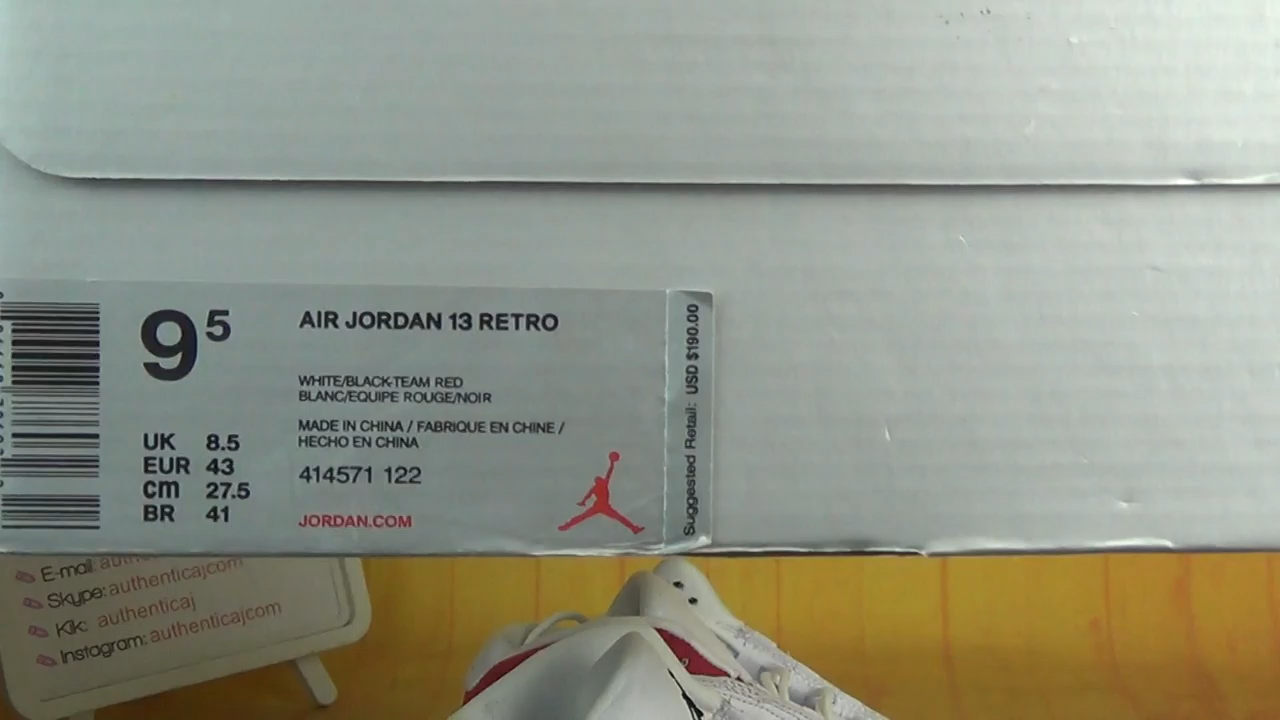 9 5
AIR JORDAN 13 RETRO
WHITE/BLACK-TEAM RED
BLANC/EQUIPE ROUGE/NOIR
MADE IN CHINA / FABRIQUE EN CHINE /
HECHO EN CHINA
UK 8.5
EUR 43
cm 27.5
BR 41
414571 122
JORDAN.COM
Suggested Retail: USD $190.00
E-mail:
Skype: authenticajcom
Kik: authenticaj
Instagram: authenticajcom